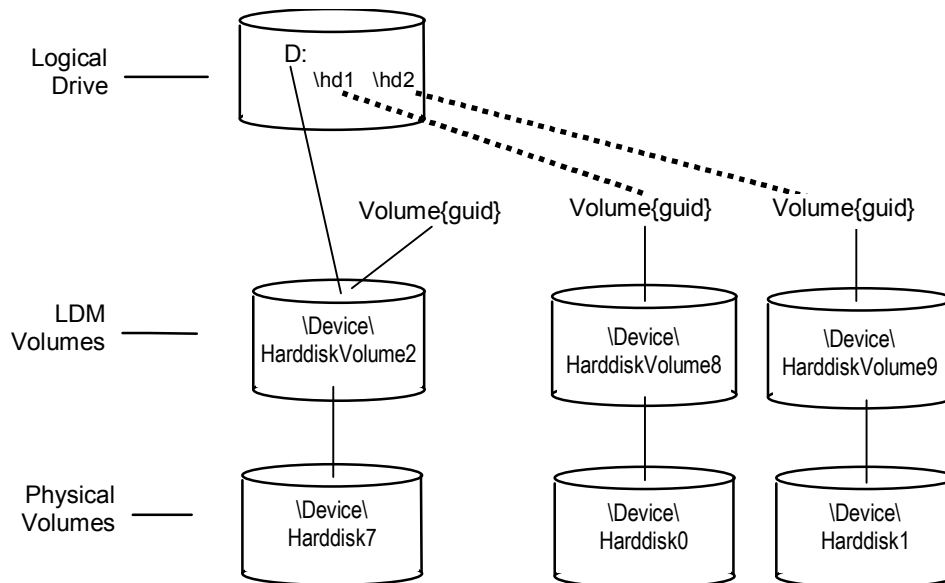 Logical
Drive
D:
\hd1 \hd2
Volume{guid}
Volume{guid}
Volume{guid}
LDM
Volumes
\Device\
HarddiskVolume2
\Device\
HarddiskVolume8
\Device\
HarddiskVolume9
Physical
Volumes
\Device\
Harddisk7
\Device\
Harddisk0
\Device\
Harddisk1